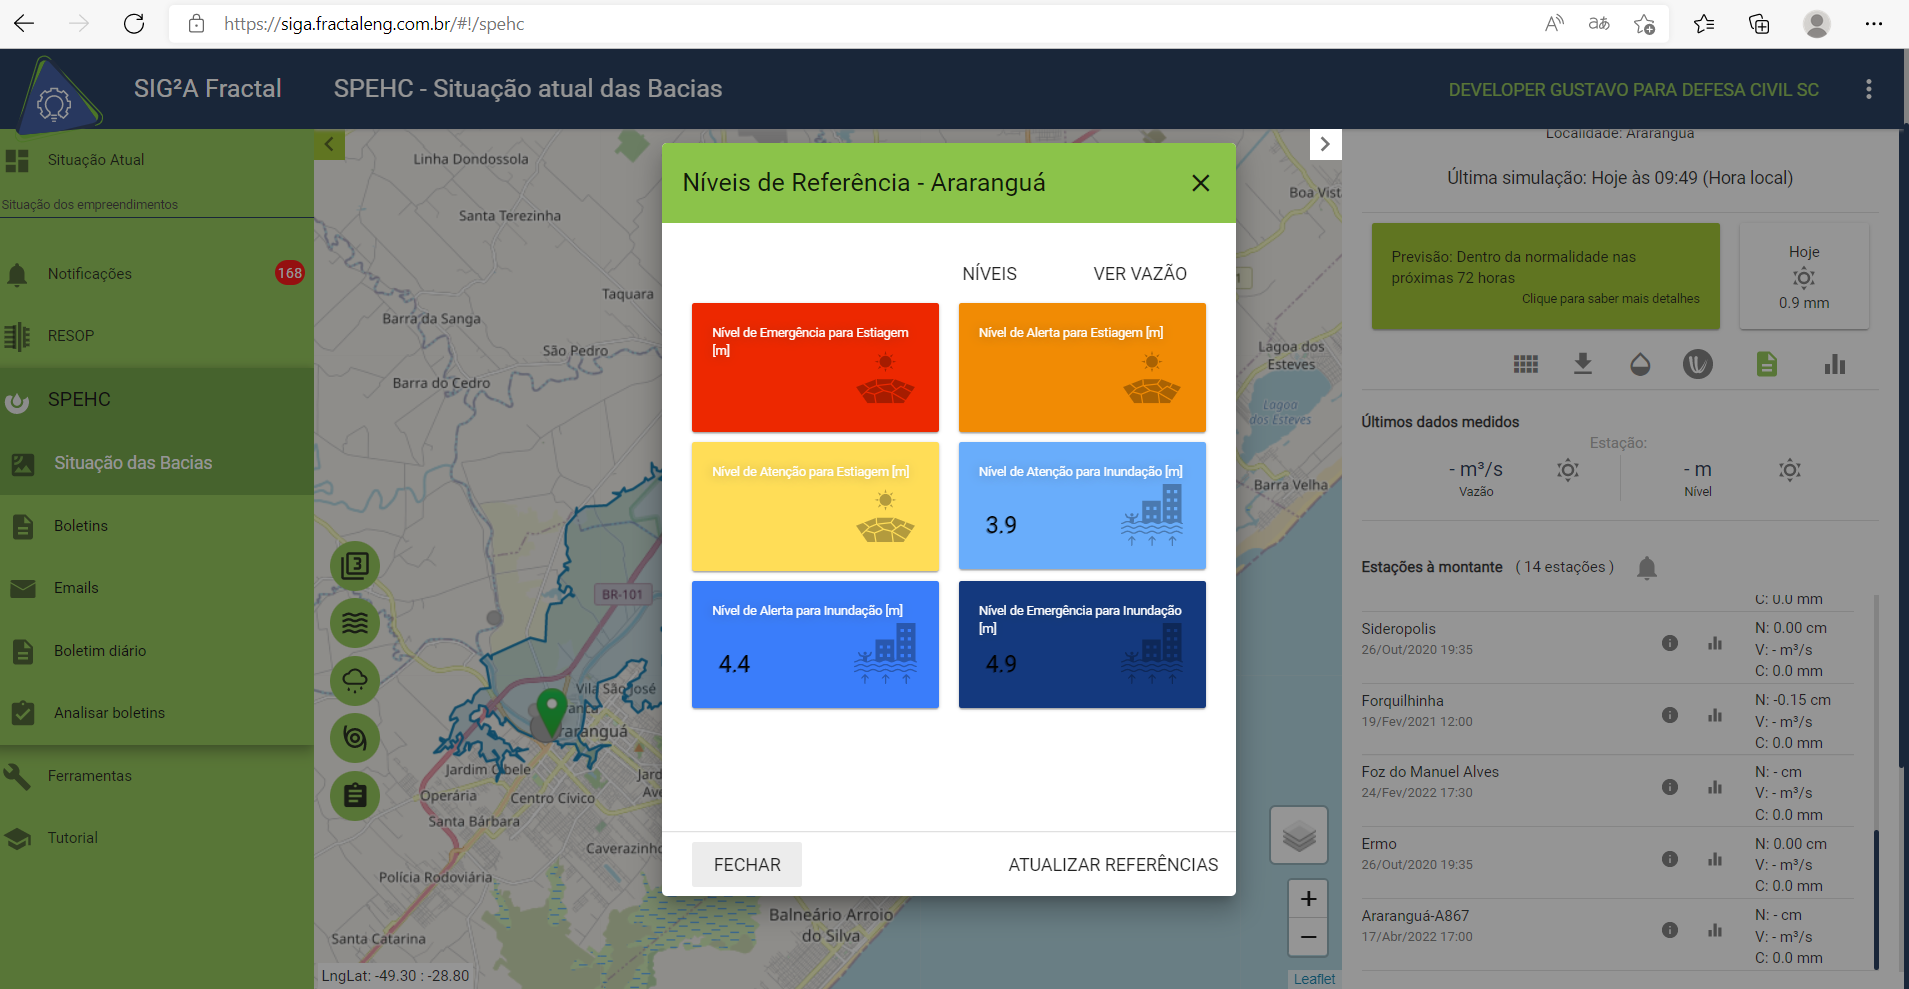 https://siga.fractaleng.com.br/#!/spehc
SIG²A Fractal
SPEHC - Situação atual das Bacias
DEVELOPER GUSTAVO PARA DEFESA CIVIL SC
Situação Atual
Situação dos empreendimentos
Notificações
168
RESOP
SPEHC
Situação das Bacias
Boletins
Emails
Boletim diário
Analisar boletins
Ferramentas
Tutorial
Linha Dondossola
Santa Terezinha
Taquara
Barra da Sanga
São Pedro
Barra do Cedro
BR-101
Vila São José
Araranguá
Jardim Cibele
Operária
Centro Cívico
Santa Bárbara
Polícia Rodoviária
Santa Catarina
Balneário Arroio
do Silva
Lagoa dos
Esteves
Lagoa
dos Esteves
Barra Velha
LngLat: -49.30 : -28.80
+
−
Leaflet
Níveis de Referência - Araranguá
NÍVEIS
VER VAZÃO
Nível de Emergência para Estiagem
[m]
Nível de Alerta para Estiagem [m]
Nível de Atenção para Estiagem [m]
Nível de Atenção para Inundação [m]
3.9
Nível de Alerta para Inundação [m]
4.4
Nível de Emergência para Inundação
[m]
4.9
FECHAR
ATUALIZAR REFERÊNCIAS
Localidade: Araranguá
Última simulação: Hoje às 09:49 (Hora local)
Previsão: Dentro da normalidade nas
próximas 72 horas
Clique para saber mais detalhes
Hoje
0.9 mm
Últimos dados medidos
Estação:
- m³/s
Vazão
- m
Nível
Estações à montante ( 14 estações )
C: 0.0 mm
Sideropolis
26/Out/2020 19:35
N: 0.00 cm
V: - m³/s
C: 0.0 mm
Forquilhinha
19/Fev/2021 12:00
N: -0.15 cm
V: - m³/s
C: 0.0 mm
Foz do Manuel Alves
24/Fev/2022 17:30
N: - cm
V: - m³/s
C: 0.0 mm
Ermo
26/Out/2020 19:35
N: 0.00 cm
V: - m³/s
C: 0.0 mm
Araranguá-A867
17/Abr/2022 17:00
N: - cm
V: - m³/s
C: 0.0 mm